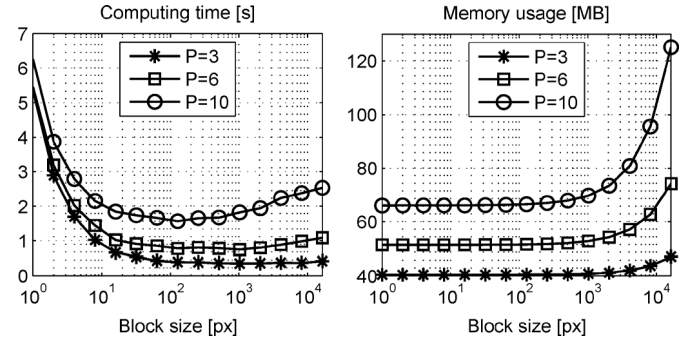 Computing time [s]
7
6
5
4
3
2
1
0
P=3
P=6
P=10
10^0
10^1
10^2
10^3
10^4
Block size [px]
Memory usage [MB]
120
100
80
60
40
P=3
P=6
P=10
10^0
10^1
10^2
10^3
10^4
Block size [px]